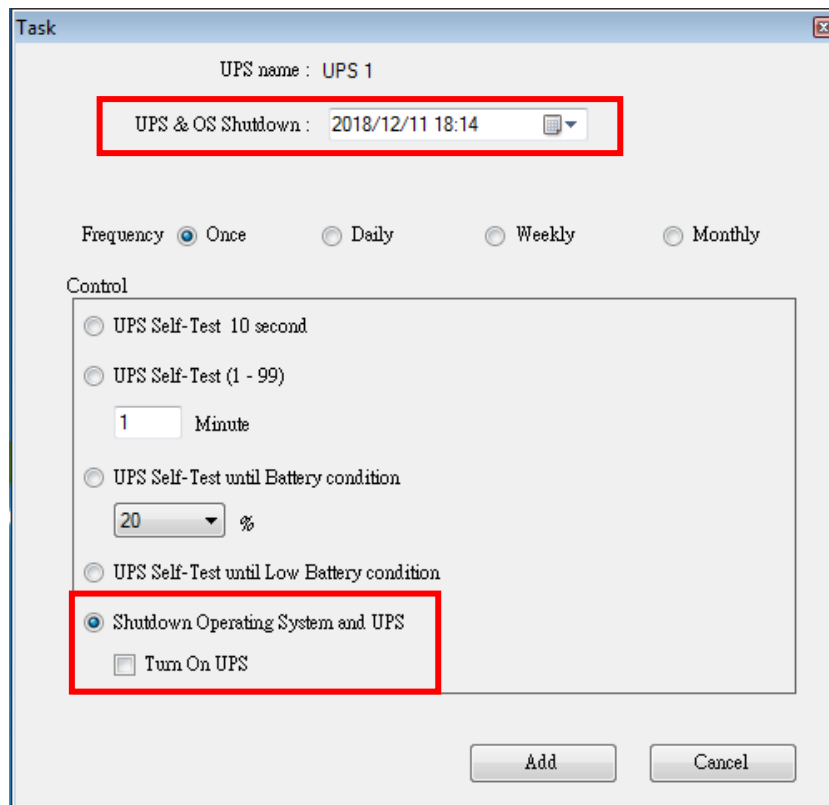 Task
UPS name : UPS 1
UPS & OS Shutdown : 2018/12/11 18:14
Frequency Once Daily Weekly Monthly
Control
UPS Self-Test 10 second
UPS Self-Test (1 - 99)
1 Minute
UPS Self-Test until Battery condition
20 %
UPS Self-Test until Low Battery condition
Shutdown Operating System and UPS
Turn On UPS
Add Cancel